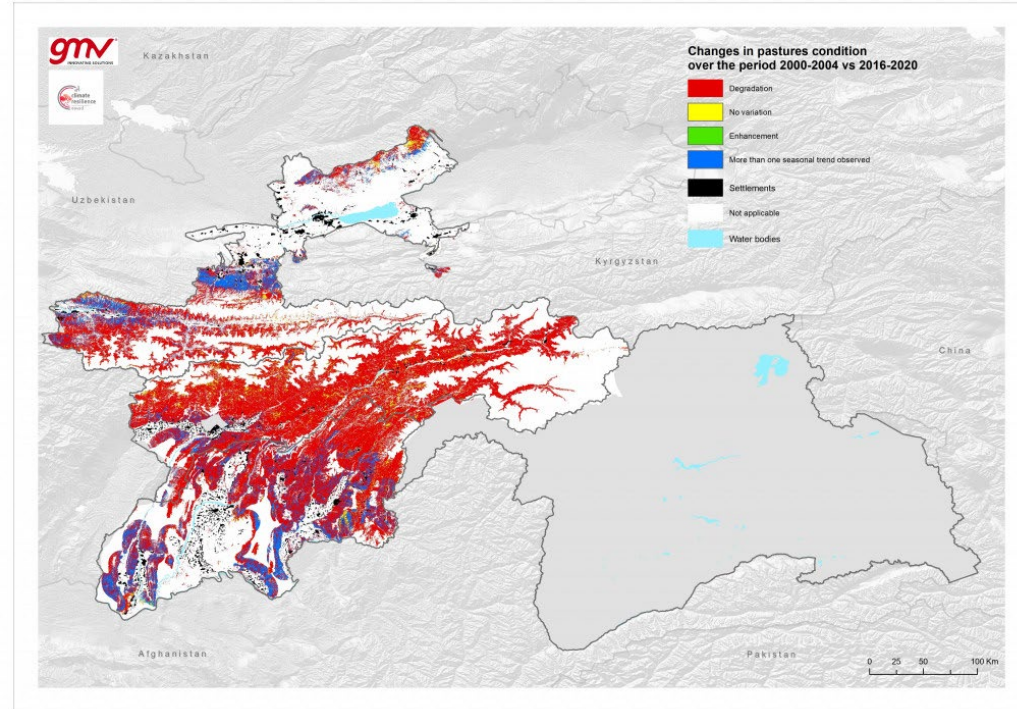 gmv
INNOVATING SOLUTIONS
climate
resilience
Kazakhstan
Changes in pastures condition
over the period 2000-2004 vs 2016-2020
Degradation
No variation
Enhancement
More than one seasonal trend observed
Settlements
Not applicable
Water bodies
Uzbekistan
Kyrgyzstan
China
Afghanistan
Pakistan
0 25 50 100 Km